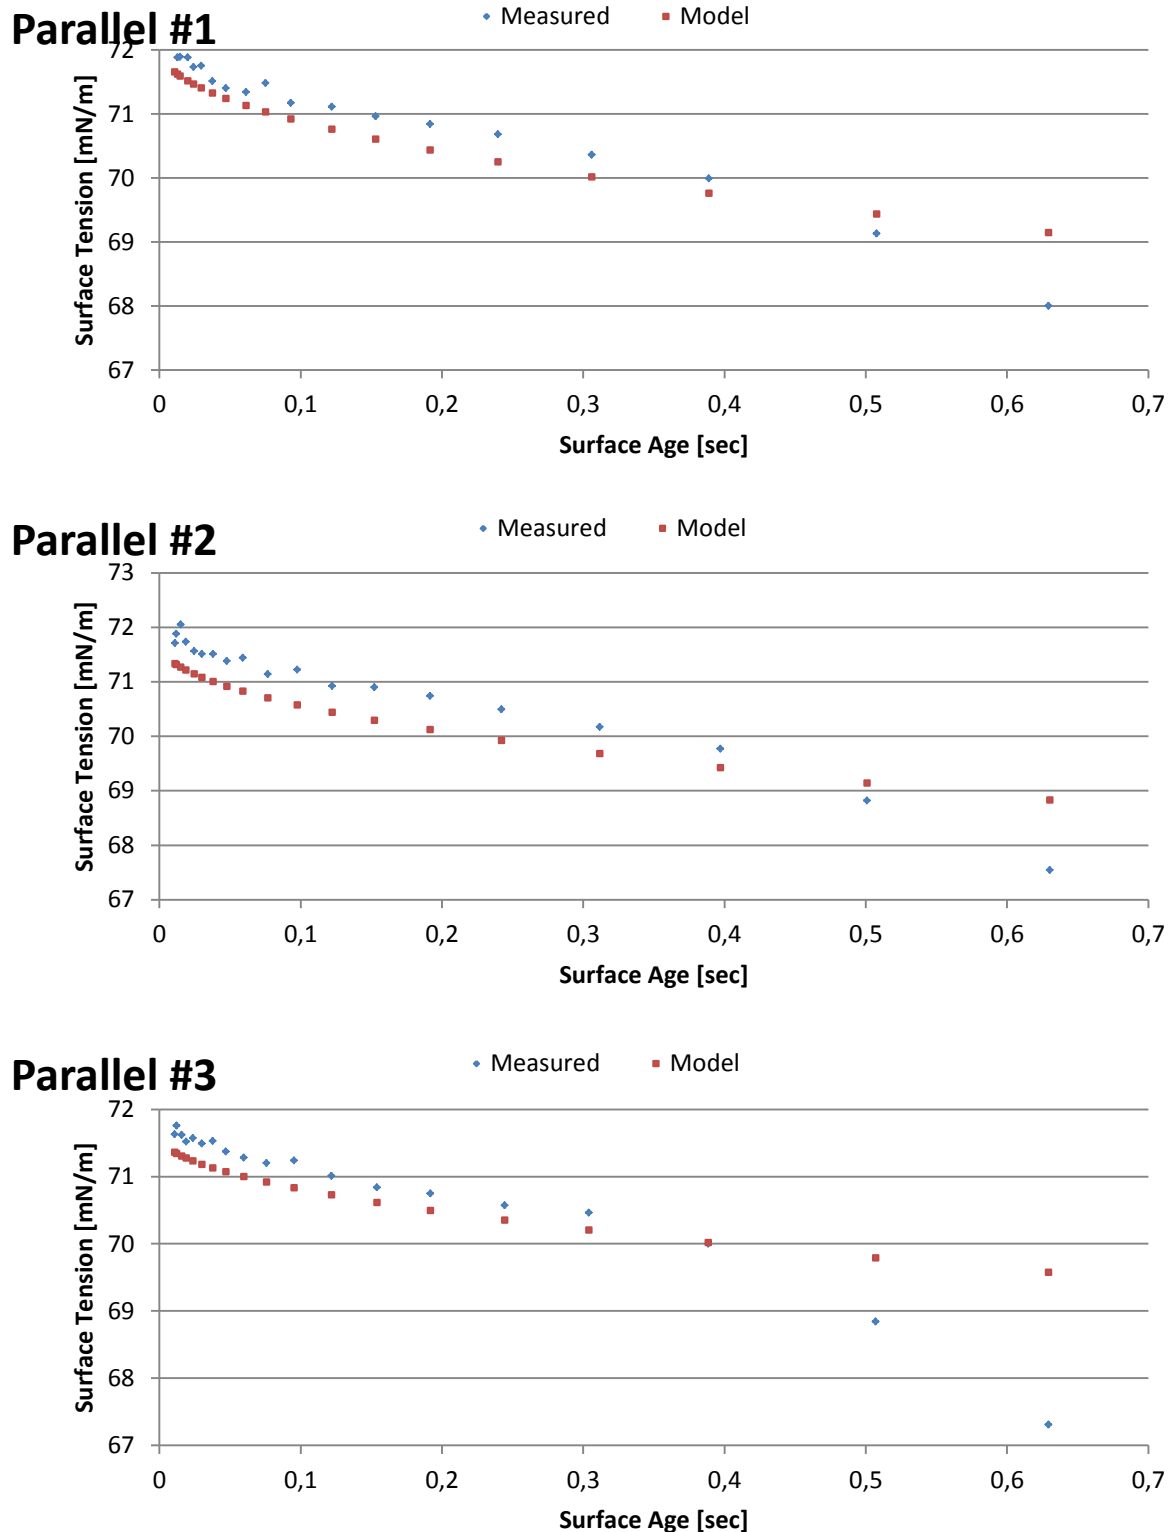 Parallel #1
Measured Model
Surface Tension [mN/m]
72
71
70
69
68
67
0 0,1 0,2 0,3 0,4 0,5 0,6 0,7
Surface Age [sec]
Parallel #2
Measured Model
Surface Tension [mN/m]
73
72
71
70
69
68
67
0 0,1 0,2 0,3 0,4 0,5 0,6 0,7
Surface Age [sec]
Parallel #3
Measured Model
Surface Tension [mN/m]
72
71
70
69
68
67
0 0,1 0,2 0,3 0,4 0,5 0,6 0,7
Surface Age [sec]